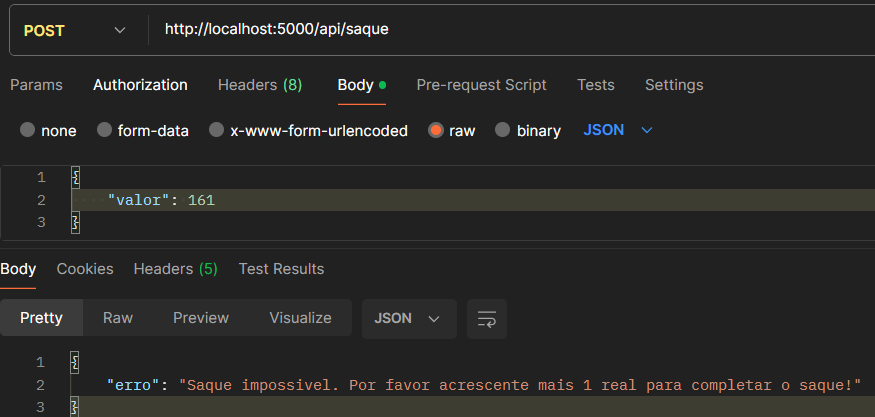 POST http://localhost:5000/api/saque
Params Authorization Headers (8) Body Pre-request Script Tests Settings
none form-data x-www-form-urlencoded raw binary JSON
1 {
2 "valor": 161
3 }
Body Cookies Headers (5) Test Results
Pretty Raw Preview Visualize JSON
1 {
2 "erro": "Saque impossivel. Por favor acrescente mais 1 real para completar o saque!"
3 }